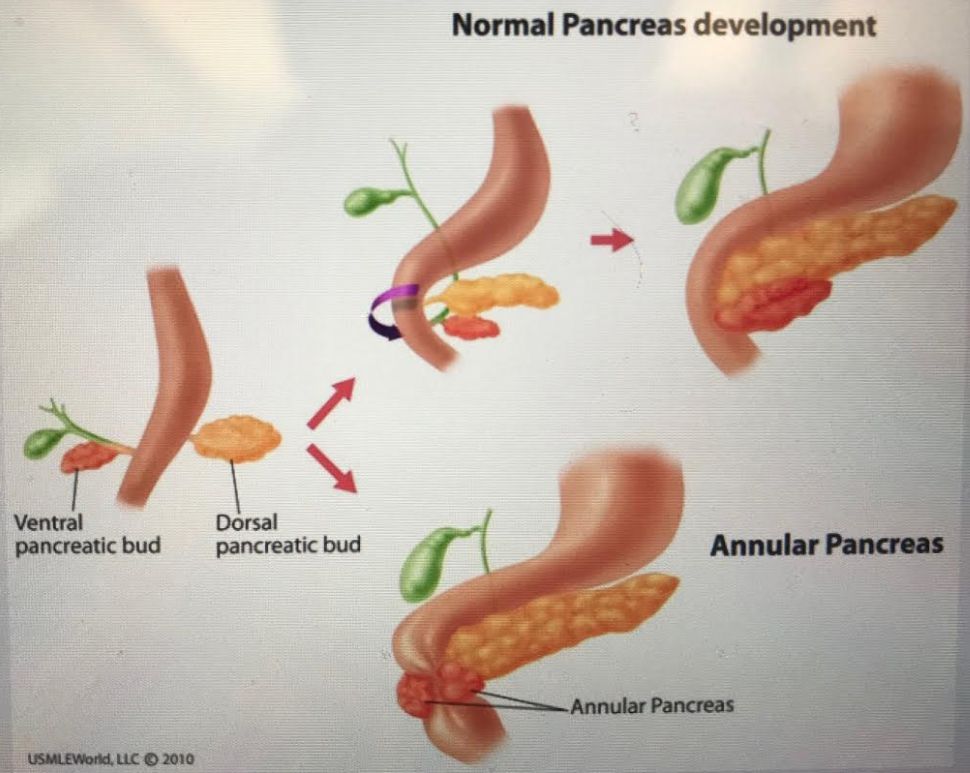 Normal Pancreas development
Ventral
pancreatic bud
Dorsal
pancreatic bud
Annular Pancreas
Annular Pancreas
USMLEWorld, LLC © 2010